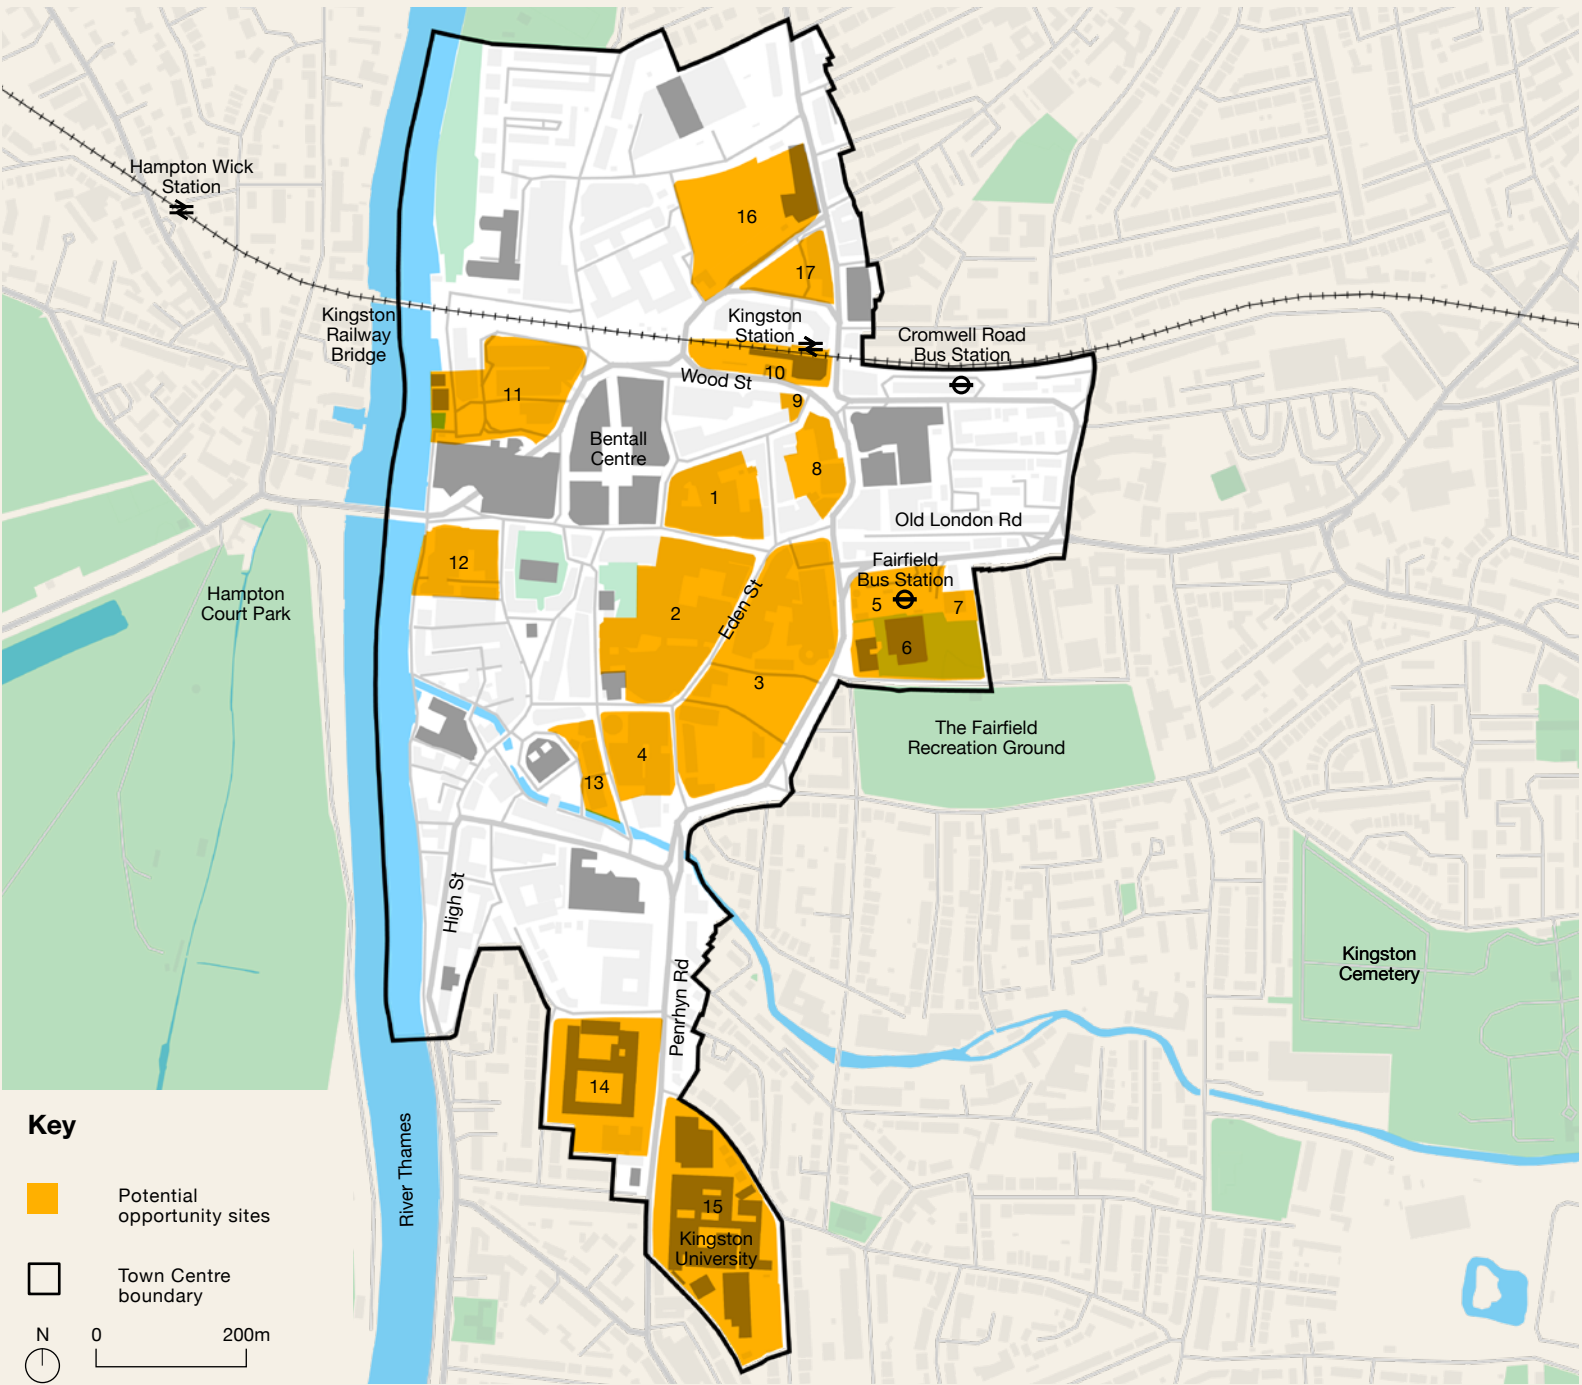 Hampton Wick
Station
16
17
Kingston
Railway
Bridge
Kingston
Station
Cromwell Road
Bus Station
Wood St
10
9
11
Bentall
Centre
8
1
Old London Rd
12
Fairfield
Bus Station
5
7
Hampton
Court Park
2
Eden St
6
3
The Fairfield
Recreation Ground
4
13
High St
Kingston
Cemetery
Penrhyn Rd
14
15
Kingston
University
River Thames
Key
Potential
opportunity sites
Town Centre
boundary
N
0
200m